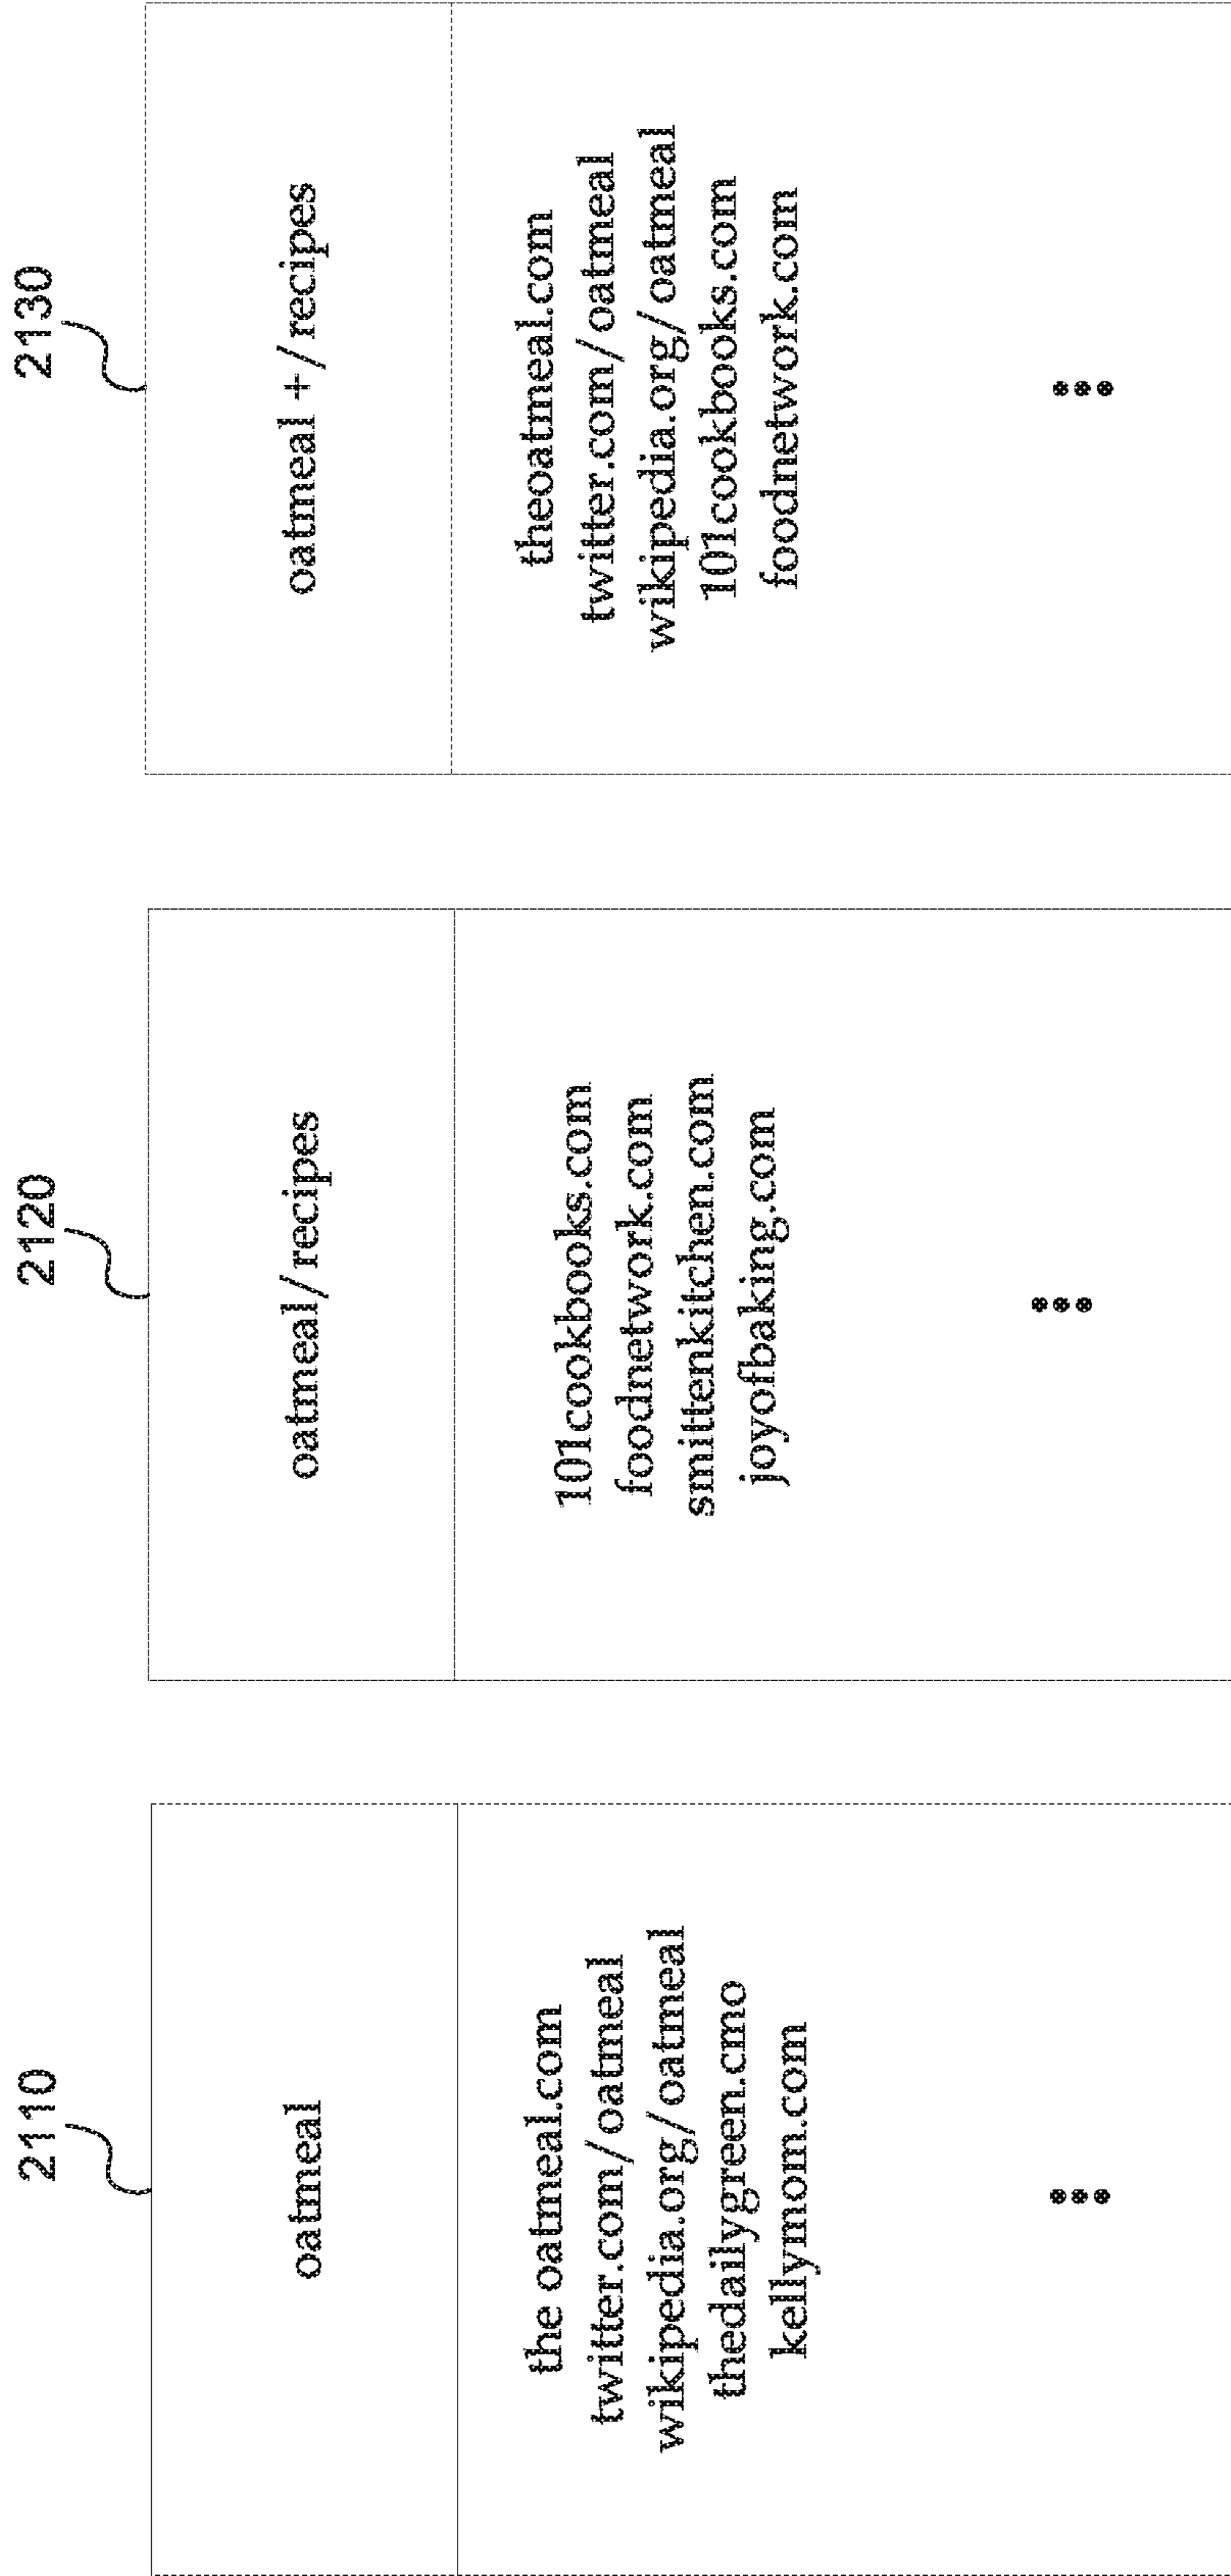 2110
oatmeal
the oatmeal.com
twitter.com/oatmeal
wikipedia.org/oatmeal
thedailygreen.cmo
kellymom.com
•••
2120
oatmeal/recipes
101cookbooks.com
foodnetwork.com
smittenkitchen.com
joyofbaking.com
•••
2130
oatmeal +/recipes
theoatmeal.com
twitter.com/oatmeal
wikipedia.org/oatmeal
101cookbooks.com
foodnetwork.com
•••